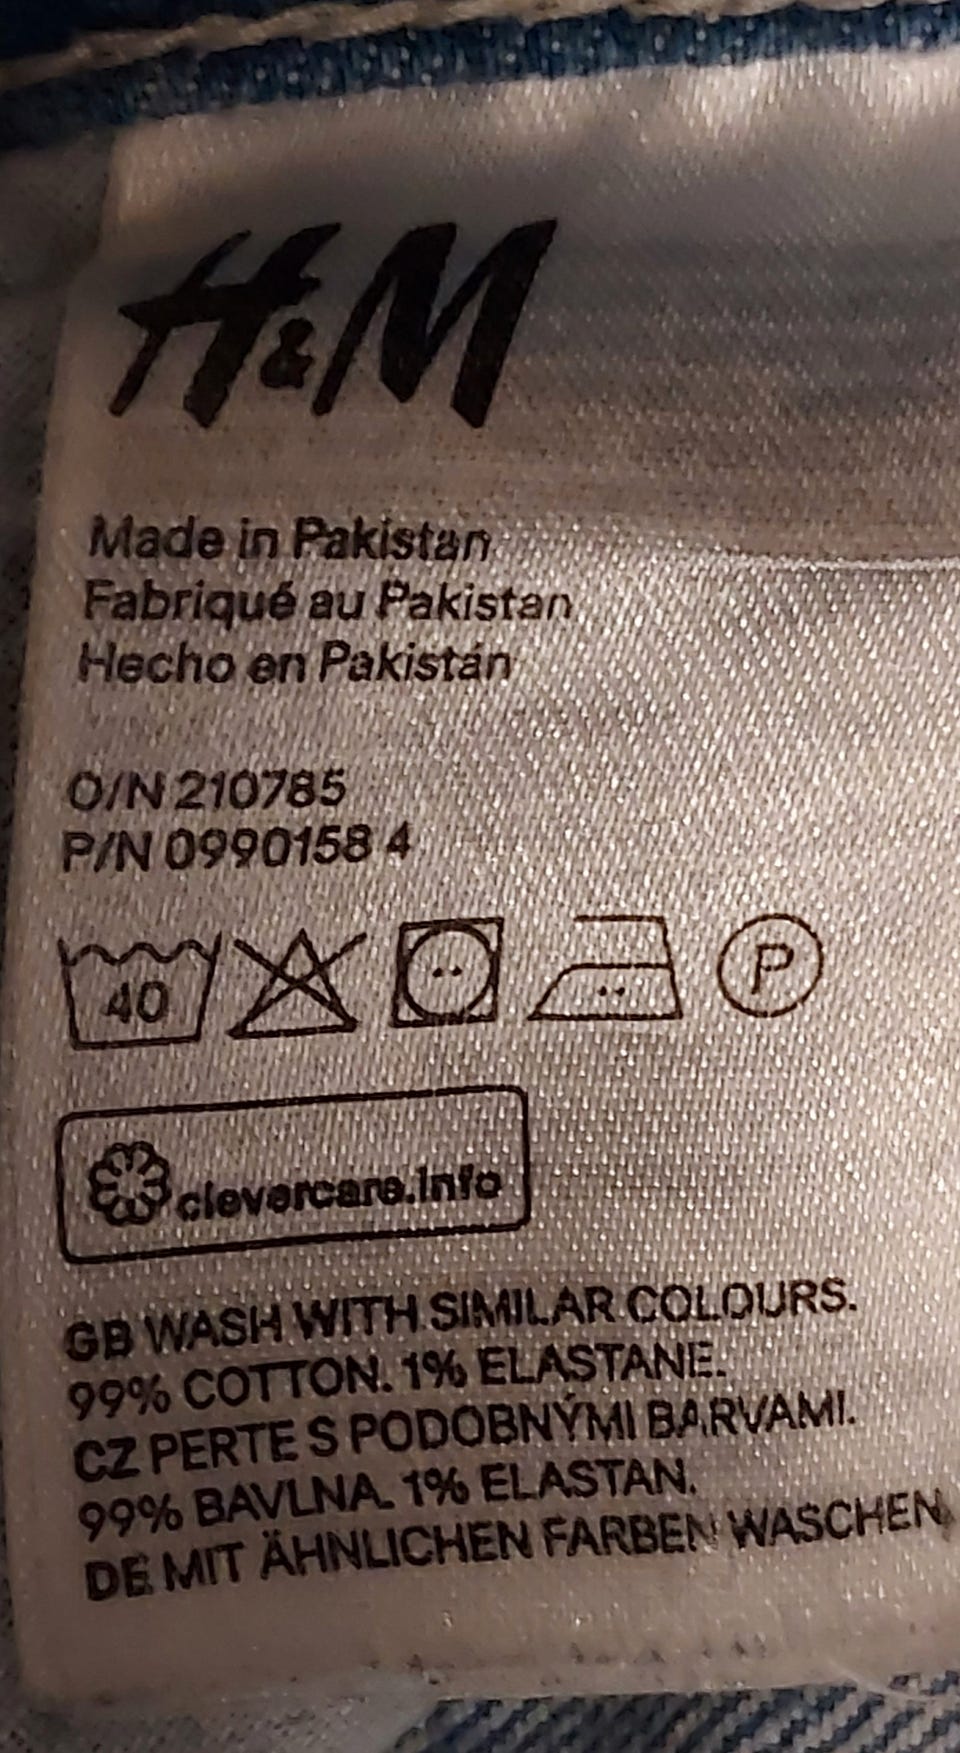 H&M
Made in Pakistan
Fabriqué au Pakistan
Hecho en Pakistán
O/N 210785
P/N 0990158 4
40 P
clevercare.info
GB WASH WITH SIMILAR COLOURS.
99% COTTON. 1% ELASTANE.
CZ PERTE S PODOBNÝMI BARVAMI.
99% BAVLNA. 1% ELASTAN.
DE MIT ÄHNLICHEN FARBEN WASCHEN